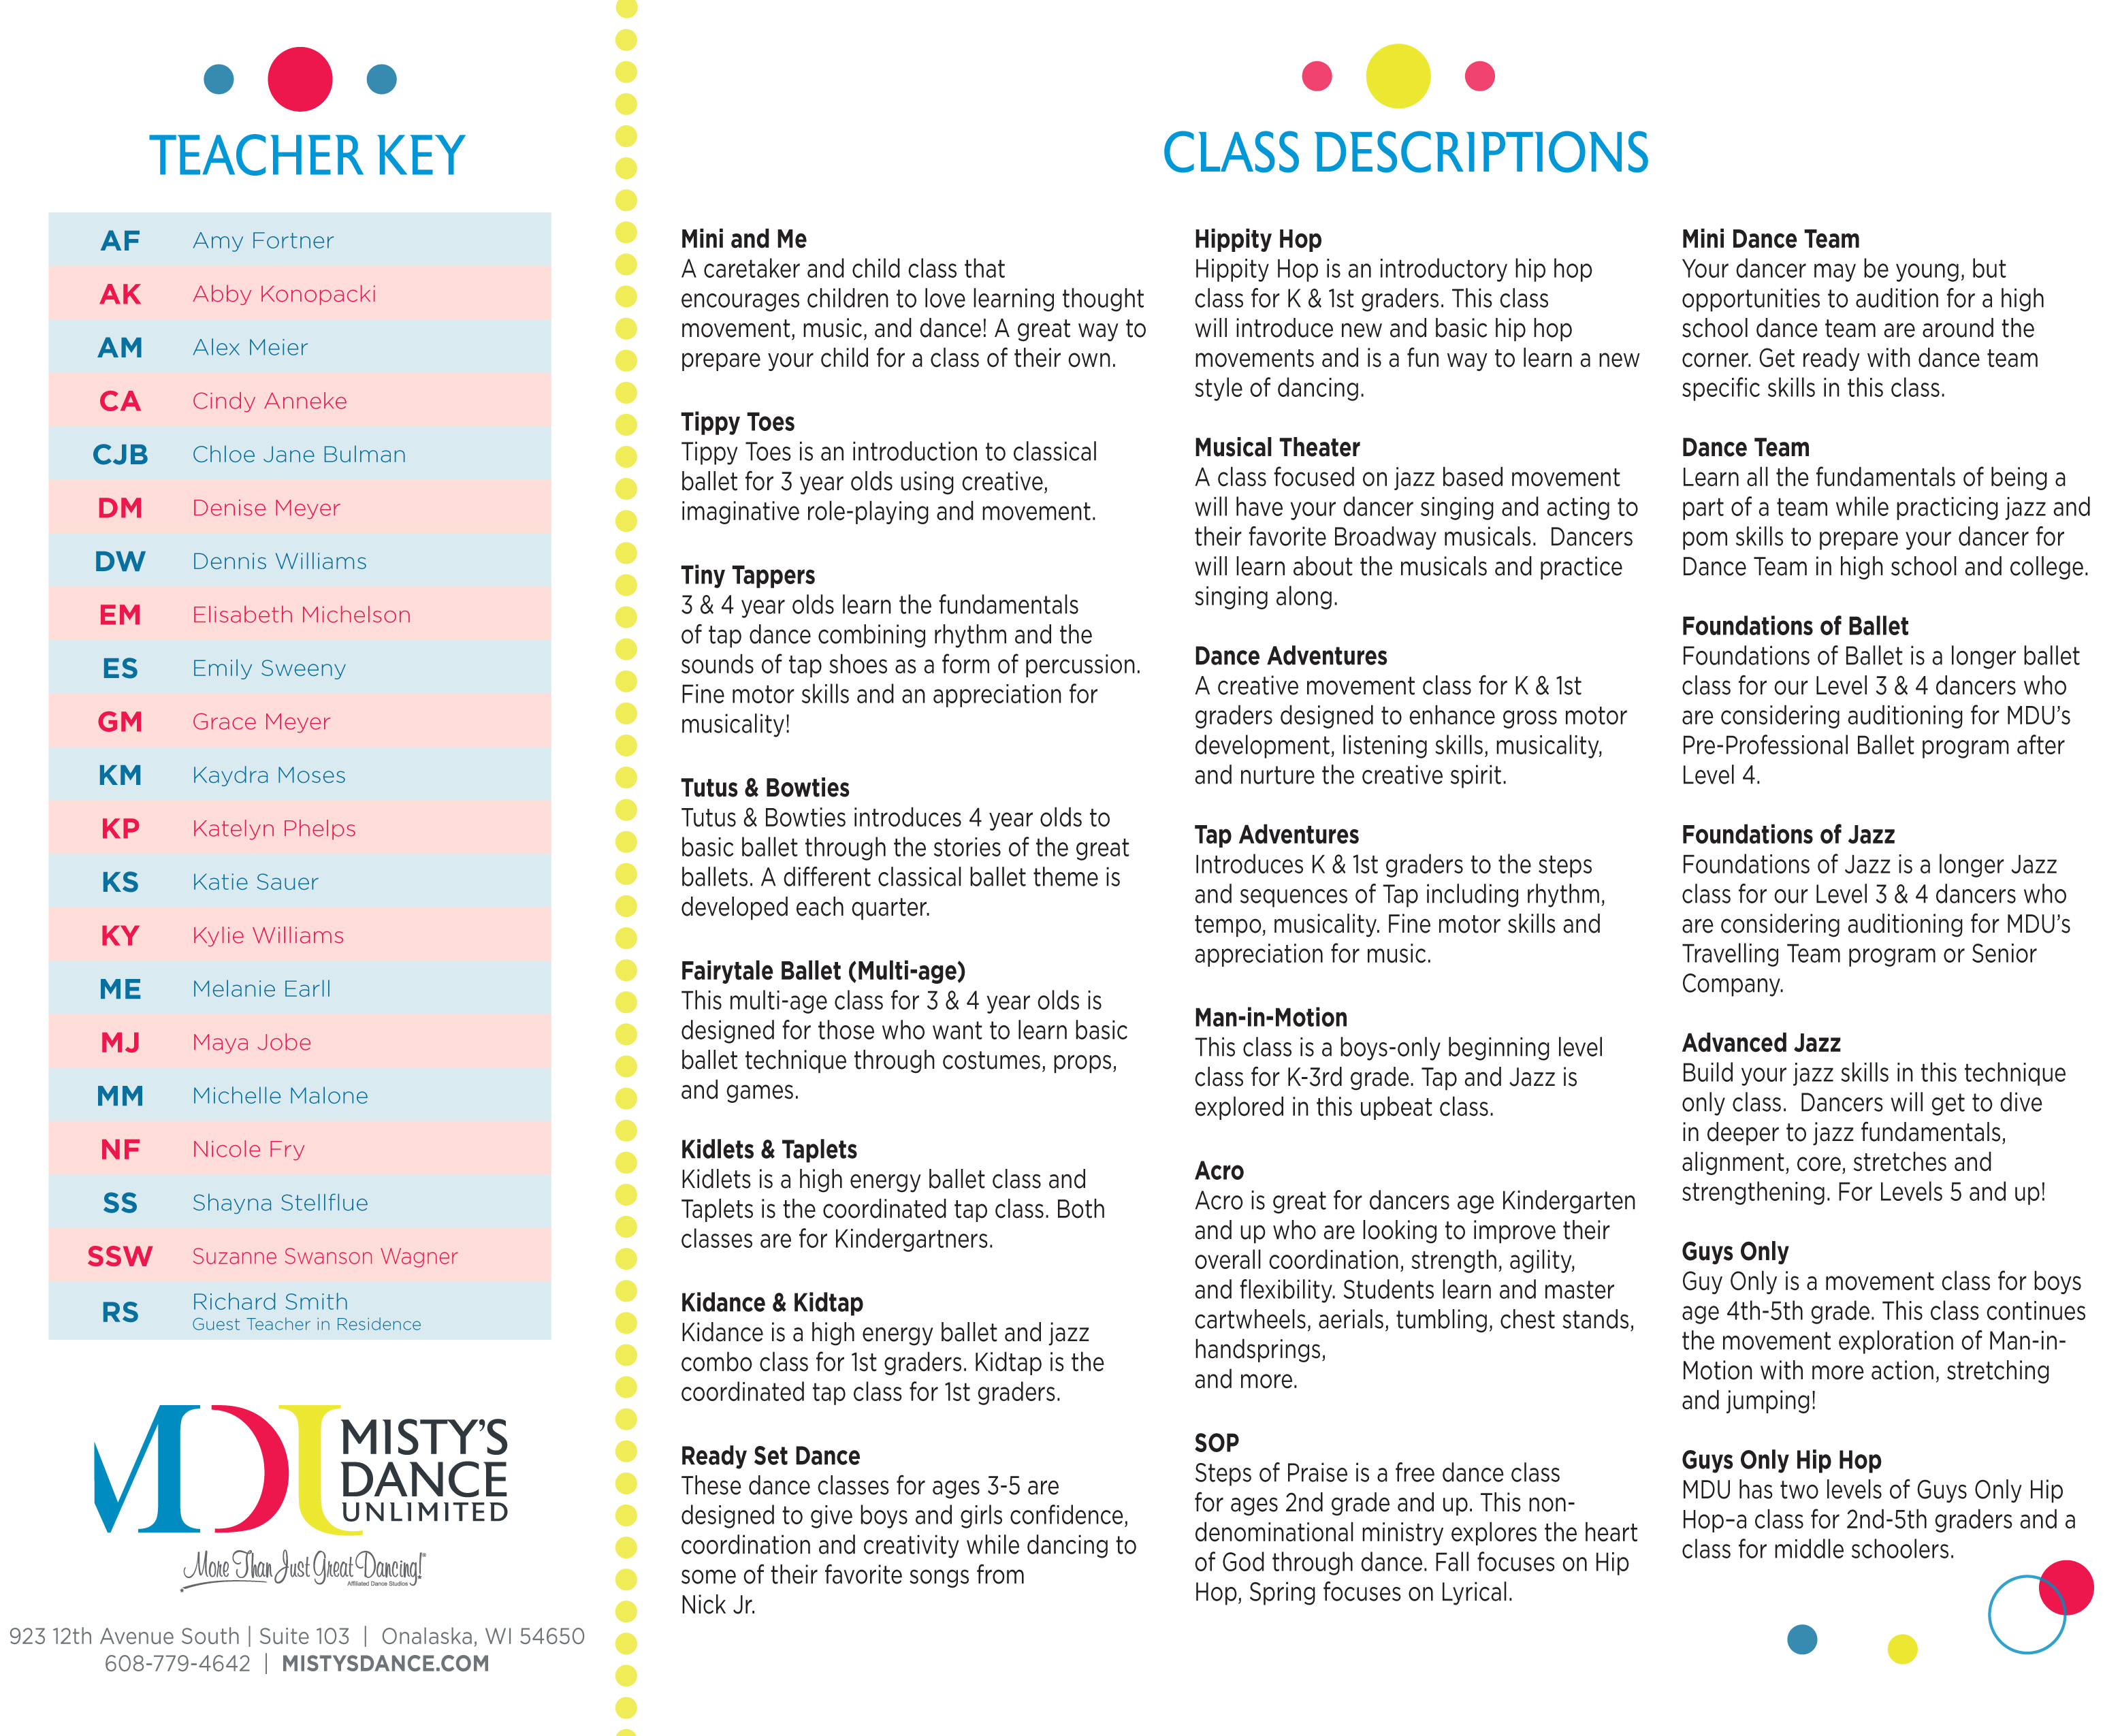 TEACHER KEY
AF Amy Fortner
AK Abby Konopacki
AM Alex Meier
CA Cindy Anneke
CJB Chloe Jane Bulman
DM Denise Meyer
DW Dennis Williams
EM Elisabeth Michelson
ES Emily Sweeny
GM Grace Meyer
KM Kaydra Moses
KP Katelyn Phelps
KS Katie Sauer
KY Kylie Williams
ME Melanie Earll
MJ Maya Jobe
MM Michelle Malone
NF Nicole Fry
SS Shayna Stellflue
SSW Suzanne Swanson Wagner
RS Richard Smith
Guest Teacher in Residence
MDU
MISTY'S
DANCE
UNLIMITED
More Than Just Great Dancing!®
Affiliated Dance Studios
923 12th Avenue South | Suite 103 | Onalaska, WI 54650
608-779-4642 | MISTYSDANCE.COM
CLASS DESCRIPTIONS
Mini and Me
A caretaker and child class that
encourages children to love learning thought
movement, music, and dance! A great way to
prepare your child for a class of their own.
Tippy Toes
Tippy Toes is an introduction to classical
ballet for 3 year olds using creative,
imaginative role-playing and movement.
Tiny Tappers
3 & 4 year olds learn the fundamentals
of tap dance combining rhythm and the
sounds of tap shoes as a form of percussion.
Fine motor skills and an appreciation for
musicality!
Tutus & Bowties
Tutus & Bowties introduces 4 year olds to
basic ballet through the stories of the great
ballets. A different classical ballet theme is
developed each quarter.
Fairytale Ballet (Multi-age)
This multi-age class for 3 & 4 year olds is
designed for those who want to learn basic
ballet technique through costumes, props,
and games.
Kidlets & Taplets
Kidlets is a high energy ballet class and
Taplets is the coordinated tap class. Both
classes are for Kindergartners.
Kidance & Kidtap
Kidance is a high energy ballet and jazz
combo class for 1st graders. Kidtap is the
coordinated tap class for 1st graders.
Ready Set Dance
These dance classes for ages 3-5 are
designed to give boys and girls confidence,
coordination and creativity while dancing to
some of their favorite songs from
Nick Jr.
Hippity Hop
Hippity Hop is an introductory hip hop
class for K & 1st graders. This class
will introduce new and basic hip hop
movements and is a fun way to learn a new
style of dancing.
Musical Theater
A class focused on jazz based movement
will have your dancer singing and acting to
their favorite Broadway musicals. Dancers
will learn about the musicals and practice
singing along.
Dance Adventures
A creative movement class for K & 1st
graders designed to enhance gross motor
development, listening skills, musicality,
and nurture the creative spirit.
Tap Adventures
Introduces K & 1st graders to the steps
and sequences of Tap including rhythm,
tempo, musicality. Fine motor skills and
appreciation for music.
Man-in-Motion
This class is a boys-only beginning level
class for K-3rd grade. Tap and Jazz is
explored in this upbeat class.
Acro
Acro is great for dancers age Kindergarten
and up who are looking to improve their
overall coordination, strength, agility,
and flexibility. Students learn and master
cartwheels, aerials, tumbling, chest stands,
handsprings,
and more.
SOP
Steps of Praise is a free dance class
for ages 2nd grade and up. This non-
denominational ministry explores the heart
of God through dance. Fall focuses on Hip
Hop, Spring focuses on Lyrical.
Mini Dance Team
Your dancer may be young, but
opportunities to audition for a high
school dance team are around the
corner. Get ready with dance team
specific skills in this class.
Dance Team
Learn all the fundamentals of being a
part of a team while practicing jazz and
pom skills to prepare your dancer for
Dance Team in high school and college.
Foundations of Ballet
Foundations of Ballet is a longer ballet
class for our Level 3 & 4 dancers who
are considering auditioning for MDU's
Pre-Professional Ballet program after
Level 4.
Foundations of Jazz
Foundations of Jazz is a longer Jazz
class for our Level 3 & 4 dancers who
are considering auditioning for MDU's
Travelling Team program or Senior
Company.
Advanced Jazz
Build your jazz skills in this technique
only class. Dancers will get to dive
in deeper to jazz fundamentals,
alignment, core, stretches and
strengthening. For Levels 5 and up!
Guys Only
Guy Only is a movement class for boys
age 4th-5th grade. This class continues
the movement exploration of Man-in-
Motion with more action, stretching
and jumping!
Guys Only Hip Hop
MDU has two levels of Guys Only Hip
Hop–a class for 2nd-5th graders and a
class for middle schoolers.